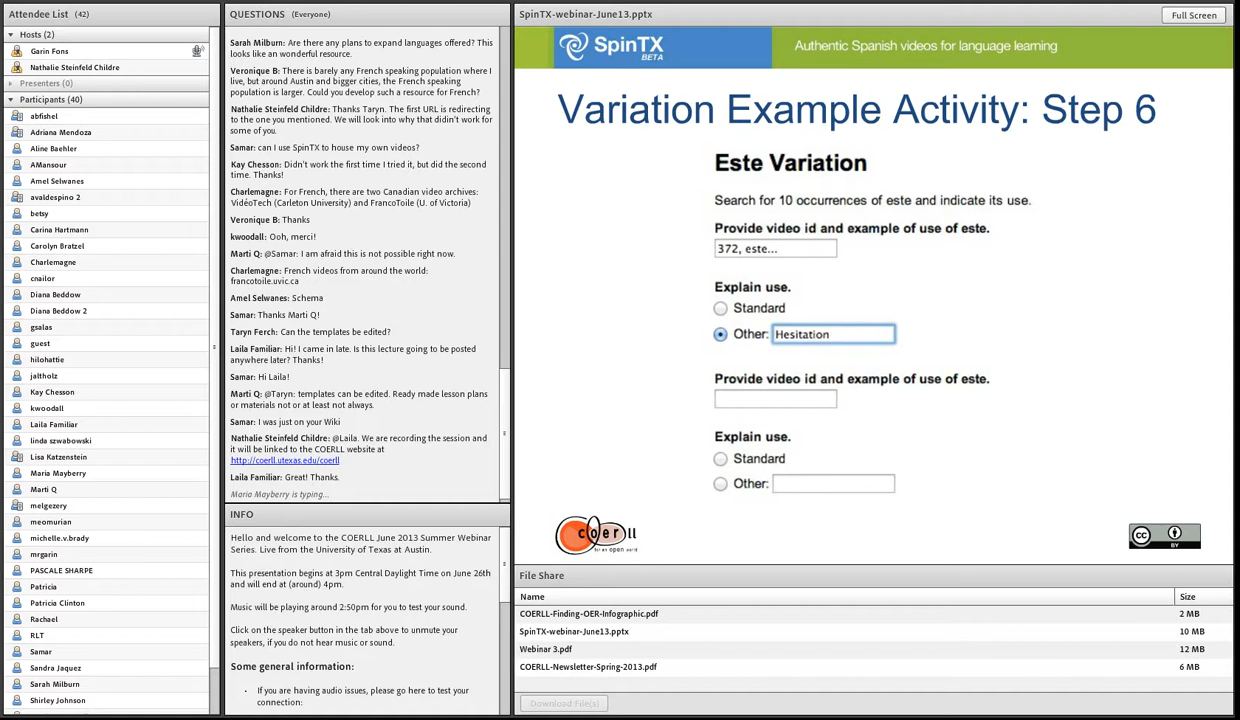 Attendee List (42)
Hosts (2)
Garin Fons
Nathalie Steinfeld Childre
Presenters (0)
Participants (40)
abfishel
Adriana Mendoza
Aline Baehler
AMansour
Amel Selwanes
avaldespino 2
betsy
Carina Hartmann
Carolyn Bratzel
Charlemagne
cnailor
Diana Beddow
Diana Beddow 2
gsalas
guest
hilohattie
jaltholz
Kay Chesson
kwoodall
Laila Familiar
linda szwabowski
Lisa Katzenstein
Maria Mayberry
Marti Q
melgezery
meomurian
michelle.v.brady
mrgarin
PASCALE SHARPE
Patricia
Patricia Clinton
Rachael
RLT
Samar
Sandra Jaquez
Sarah Milburn
Shirley Johnson
QUESTIONS (Everyone)
Sarah Milburn: Are there any plans to expand languages offered? This
looks like an wonderful resource.
Veronique B: There is barely any French speaking population where I
live, but around Austin and bigger cities, the French speaking
population is larger. Could you develop such a resource for French?
Nathalie Steinfeld Childre: Thanks Taryn. The first URL is redirecting
to the one you mentioned. We will look into why that didn't work for
some of you.
Samar: can I use SpinTX to house my own videos?
Kay Chesson: Didn't work the first time I tried it, but did the second
time. Thanks!
Charlemagne: For French, there are two Canadian video archives:
VidéoTech (Carleton University) and FrancoToile (U. of Victoria)
Veronique B: Thanks
kwoodall: Ooh, merci!
Marti Q: @Samar: I am afraid this is not possible right now.
Charlemagne: French videos from around the world:
francotoile.uvic.ca
Amel Selwanes: Schema
Samar: Thanks Marti Q!
Taryn Ferch: Can the templates be edited?
Laila Familiar: Hi! I came in late. Is this lecture going to be posted
anywhere later? Thanks!
Samar: Hi Laila!
Marti Q: @Taryn: templates can be edited. Ready made lesson plans
or materials not or at least not always.
Samar: I was just on your Wiki
Nathalie Steinfeld Childre: @Laila. We are recording the session and
it will be linked to the COERLL website at
http://coerll.utexas.edu/coerll
Laila Familiar: Great! Thanks.
Maria Mayberry is typing...
INFO
Hello and welcome to the COERLL June 2013 Summer Webinar
Series. Live from the University of Texas at Austin.
This presentation begins at 3pm Central Daylight Time on June 26th
and will end at (around) 4pm.
Music will be playing around 2:50pm for you to test your sound.
Click on the speaker button in the tab above to unmute your
speakers, if you do not hear music or sound.
Some general information:
• If you are having audio issues, please go here to test your
connection:
SpinTX-webinar-June13.pptx
Full Screen
SpinTX
BETA
Authentic Spanish videos for language learning
Variation Example Activity: Step 6
Este Variation
Search for 10 occurrences of este and indicate its use.
Provide video id and example of use of este.
372, este...
Explain use.
Standard
Other: Hesitation
Provide video id and example of use of este.
Explain use.
Standard
Other:
coerll
for an open world
CC BY
File Share
Name Size
COERLL-Finding-OER-Infographic.pdf 2 MB
SpinTX-webinar-June13.pptx 10 MB
Webinar 3.pdf 12 MB
COERLL-Newsletter-Spring-2013.pdf 6 MB
Download File(s)